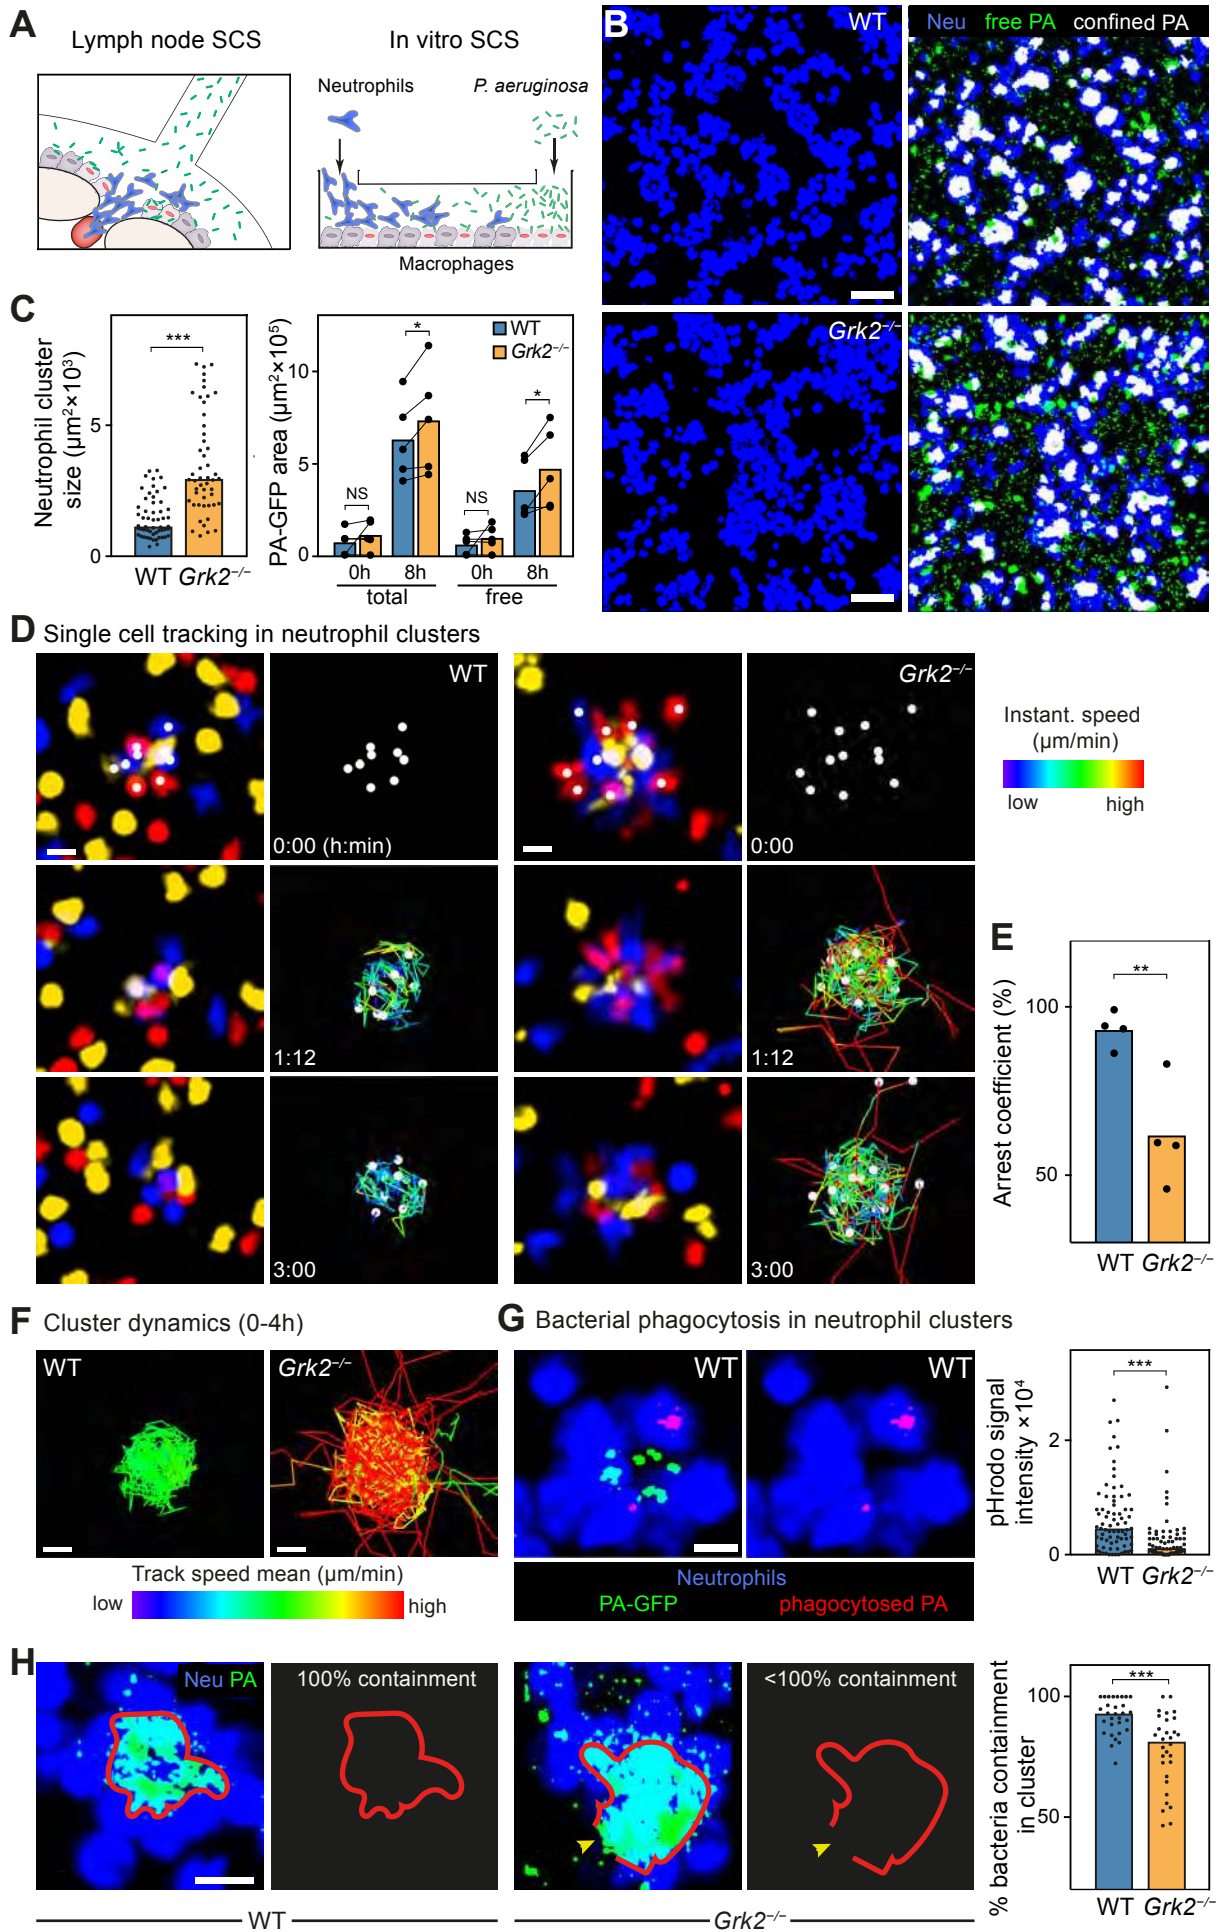 A
Lymph node SCS
In vitro SCS
Neutrophils
P. aeruginosa
Macrophages
B
WT
Neu free PA confined PA
Grk2−/−
C
Neutrophil cluster
size (µm²×10³)
5
0
***
WT Grk2−/−
PA-GFP area (µm²×10⁵)
10
5
0
WT
Grk2−/−
NS
*
NS
*
0h 8h 0h 8h
total free
D Single cell tracking in neutrophil clusters
WT
Grk2−/−
0:00 (h:min)
0:00
1:12
1:12
3:00
3:00
Instant. speed
(µm/min)
low high
E
Arrest coefficient (%)
100
50
**
WT Grk2−/−
F Cluster dynamics (0-4h)
WT
Grk2−/−
Track speed mean (µm/min)
low high
G Bacterial phagocytosis in neutrophil clusters
WT
WT
Neutrophils
PA-GFP phagocytosed PA
pHrodo signal
intensity ×10⁴
2
0
***
WT Grk2−/−
H
Neu PA
100% containment
<100% containment
WT
Grk2−/−
% bacteria containment
in cluster
100
50
***
WT Grk2−/−